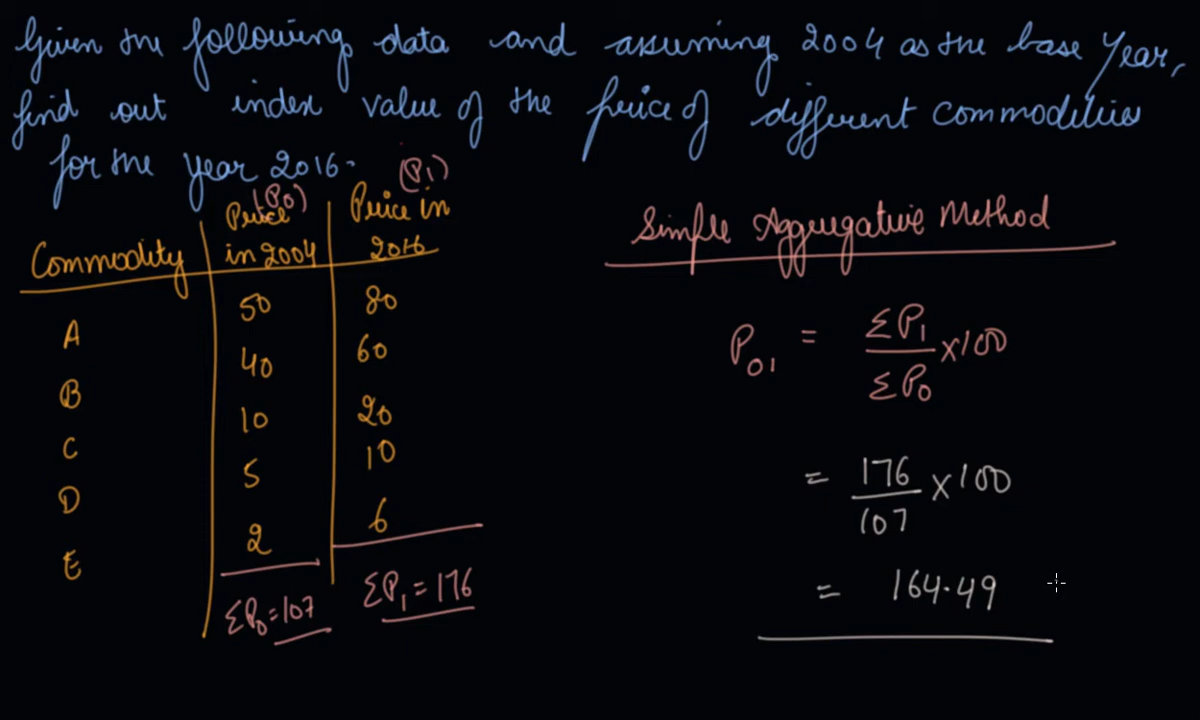 Given the following data and assuming 2004 as the base Year,
find out index value of the price of different commodities
for the year 2016.
Commodity Price (P0) in 2004 (P1) Price in 2016
A 50 80
B 40 60
C 10 20
D 5 10
E 2 6
ΣP0=107 ΣP1=176
Simple Aggregative Method
P01 = ΣP1/ΣP0 ×100
= 176/107 ×100
= 164.49